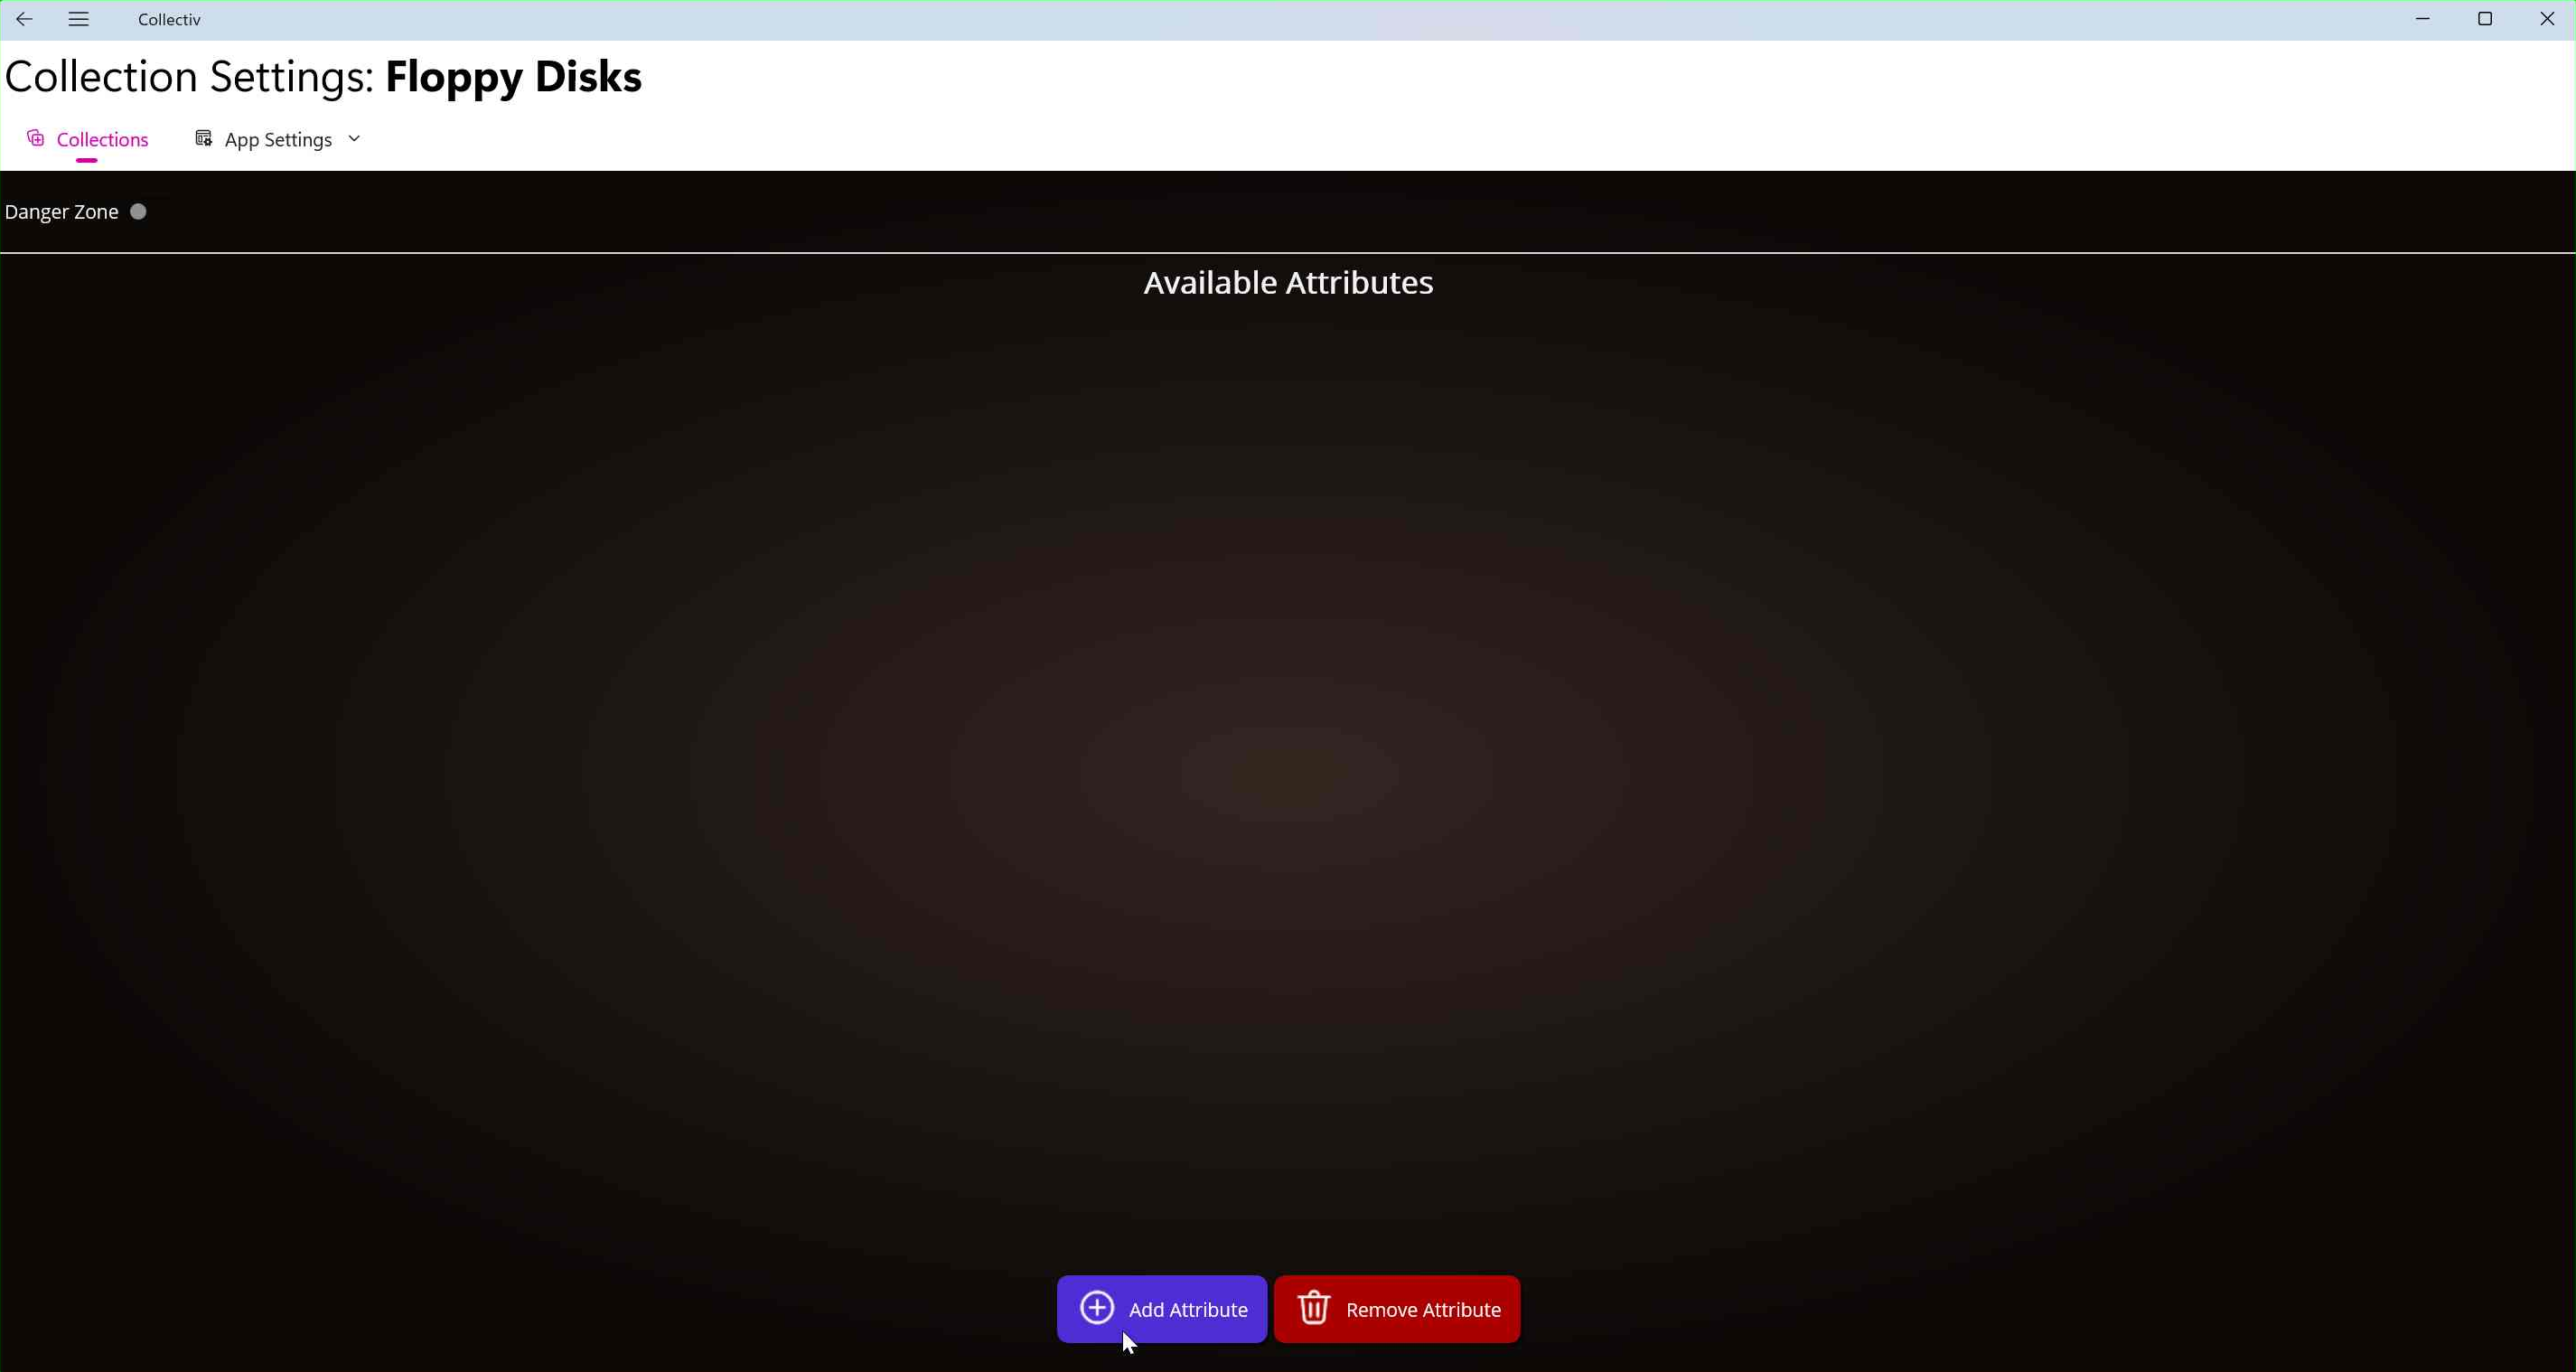 Collectiv
Collection Settings: Floppy Disks
Collections App Settings
Danger Zone
Available Attributes
Add Attribute Remove Attribute